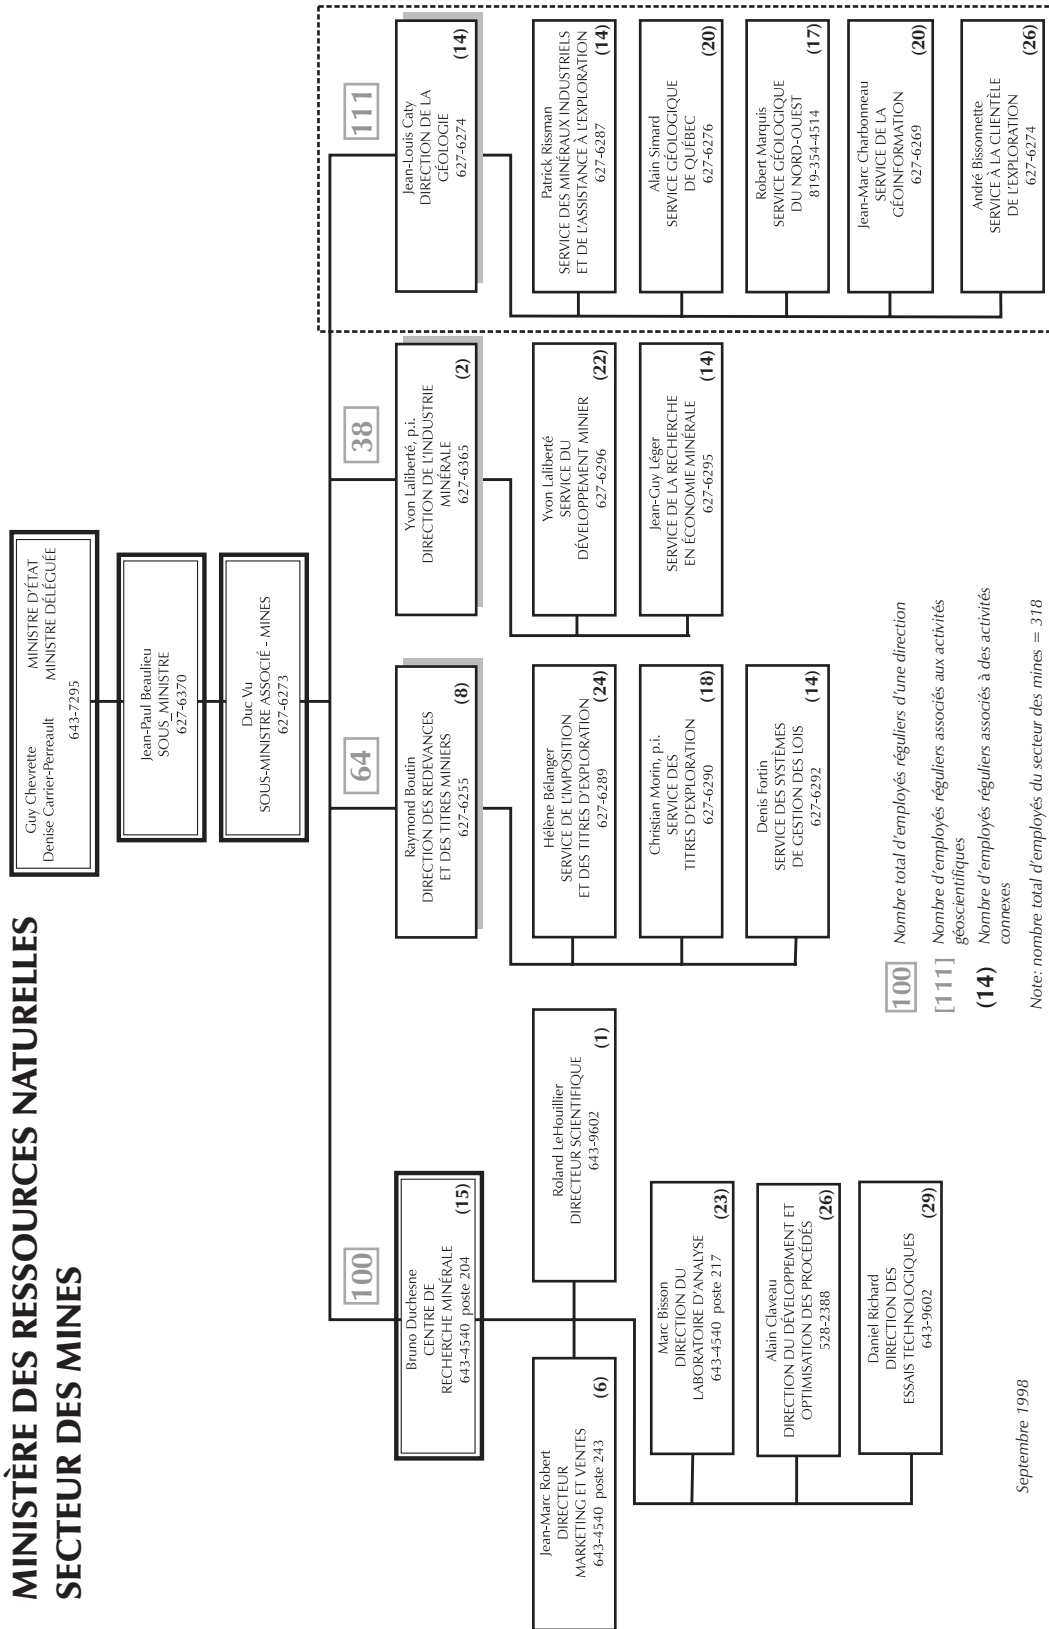 MINISTÈRE DES RESSOURCES NATURELLES
SECTEUR DES MINES
Guy Chevrette MINISTRE D'ÉTAT
Denise Carrier-Perreault MINISTRE DÉLÉGUÉE
643-7295
Jean-Paul Beaulieu
SOUS_MINISTRE
627-6370
Duc Vu
SOUS-MINISTRE ASSOCIÉ - MINES
627-6273
100
Bruno Duchesne
CENTRE DE
RECHERCHE MINÉRALE
643-4540 poste 204
(15)
Jean-Marc Robert
DIRECTEUR
MARKETING ET VENTES
643-4540 poste 243
(6)
Roland LeHouillier
DIRECTEUR SCIENTIFIQUE
643-9602
(1)
Marc Bisson
DIRECTION DU
LABORATOIRE D'ANALYSE
643-4540 poste 217
(23)
Alain Claveau
DIRECTION DU DÉVELOPPEMENT ET
OPTIMISATION DES PROCÉDÉS
528-2388
(26)
Daniel Richard
DIRECTION DES
ESSAIS TECHNOLOGIQUES
643-9602
(29)
64
Raymond Boutin
DIRECTION DES REDEVANCES
ET DES TITRES MINIERS
627-6255
(8)
Hélène Bélanger
SERVICE DE L'IMPOSITION
ET DES TITRES D'EXPLORATION
627-6289
(24)
Christian Morin, p.i.
SERVICE DES
TITRES D'EXPLORATION
627-6290
(18)
Denis Fortin
SERVICE DES SYSTÈMES
DE GESTION DES LOIS
627-6292
(14)
38
Yvon Laliberté, p.i.
DIRECTION DE L'INDUSTRIE
MINÉRALE
627-6365
(2)
Yvon Laliberté
SERVICE DU
DÉVELOPPEMENT MINIER
627-6296
(22)
Jean-Guy Léger
SERVICE DE LA RECHERCHE
EN ÉCONOMIE MINÉRALE
627-6295
(14)
111
Jean-Louis Caty
DIRECTION DE LA
GÉOLOGIE
627-6274
(14)
Patrick Rissman
SERVICE DES MINÉRAUX INDUSTRIELS
ET DE L'ASSISTANCE À L'EXPLORATION
627-6287
(14)
Alain Simard
SERVICE GÉOLOGIQUE
DE QUÉBEC
627-6276
(20)
Robert Marquis
SERVICE GÉOLOGIQUE
DU NORD-OUEST
819-354-4514
(17)
Jean-Marc Charbonneau
SERVICE DE LA
GÉOINFORMATION
627-6269
(20)
André Bissonnette
SERVICE À LA CLIENTÈLE
DE L'EXPLORATION
627-6274
(26)
100 Nombre total d'employés réguliers d'une direction
[111] Nombre d'employés réguliers associés aux activités
géoscientifiques
(14) Nombre d'employés réguliers associés à des activités
connexes
Note: nombre total d'employés du secteur des mines = 318
Septembre 1998